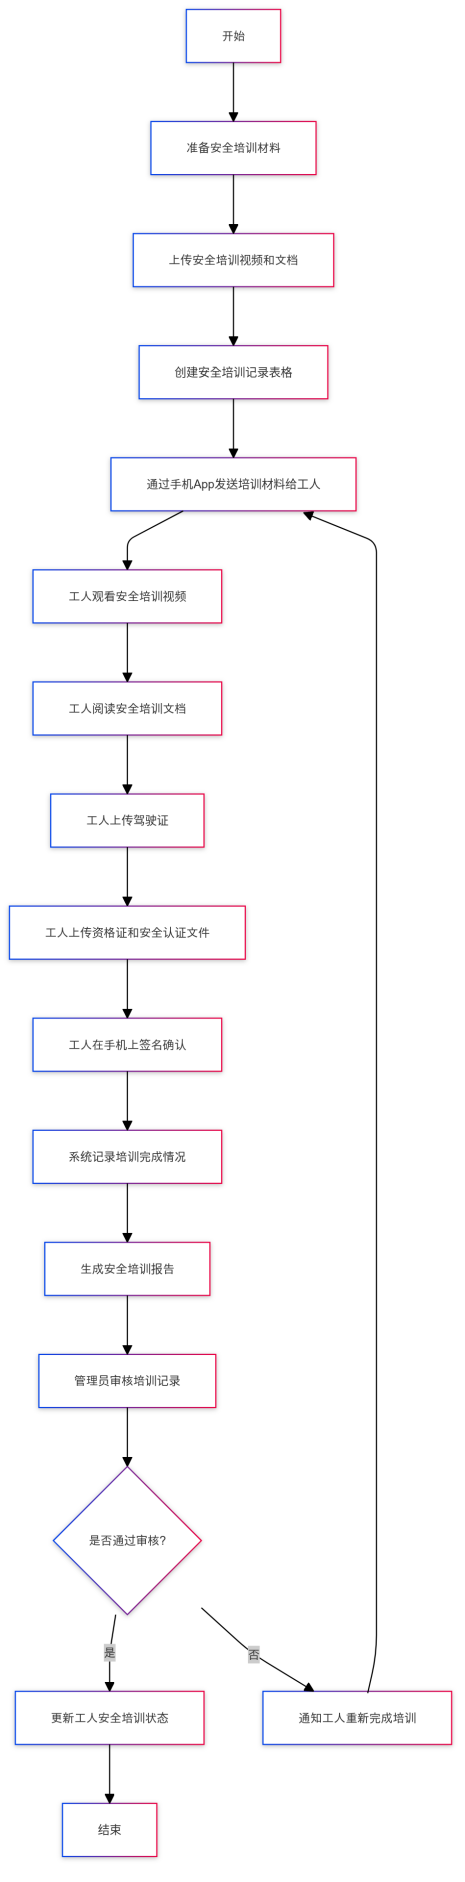 开始
准备安全培训材料
上传安全培训视频和文档
创建安全培训记录表格
通过手机App发送培训材料给工人
工人观看安全培训视频
工人阅读安全培训文档
工人上传驾驶证
工人上传资格证和安全认证文件
工人在手机上签名确认
系统记录培训完成情况
生成安全培训报告
管理员审核培训记录
是否通过审核?
是
否
更新工人安全培训状态
通知工人重新完成培训
结束